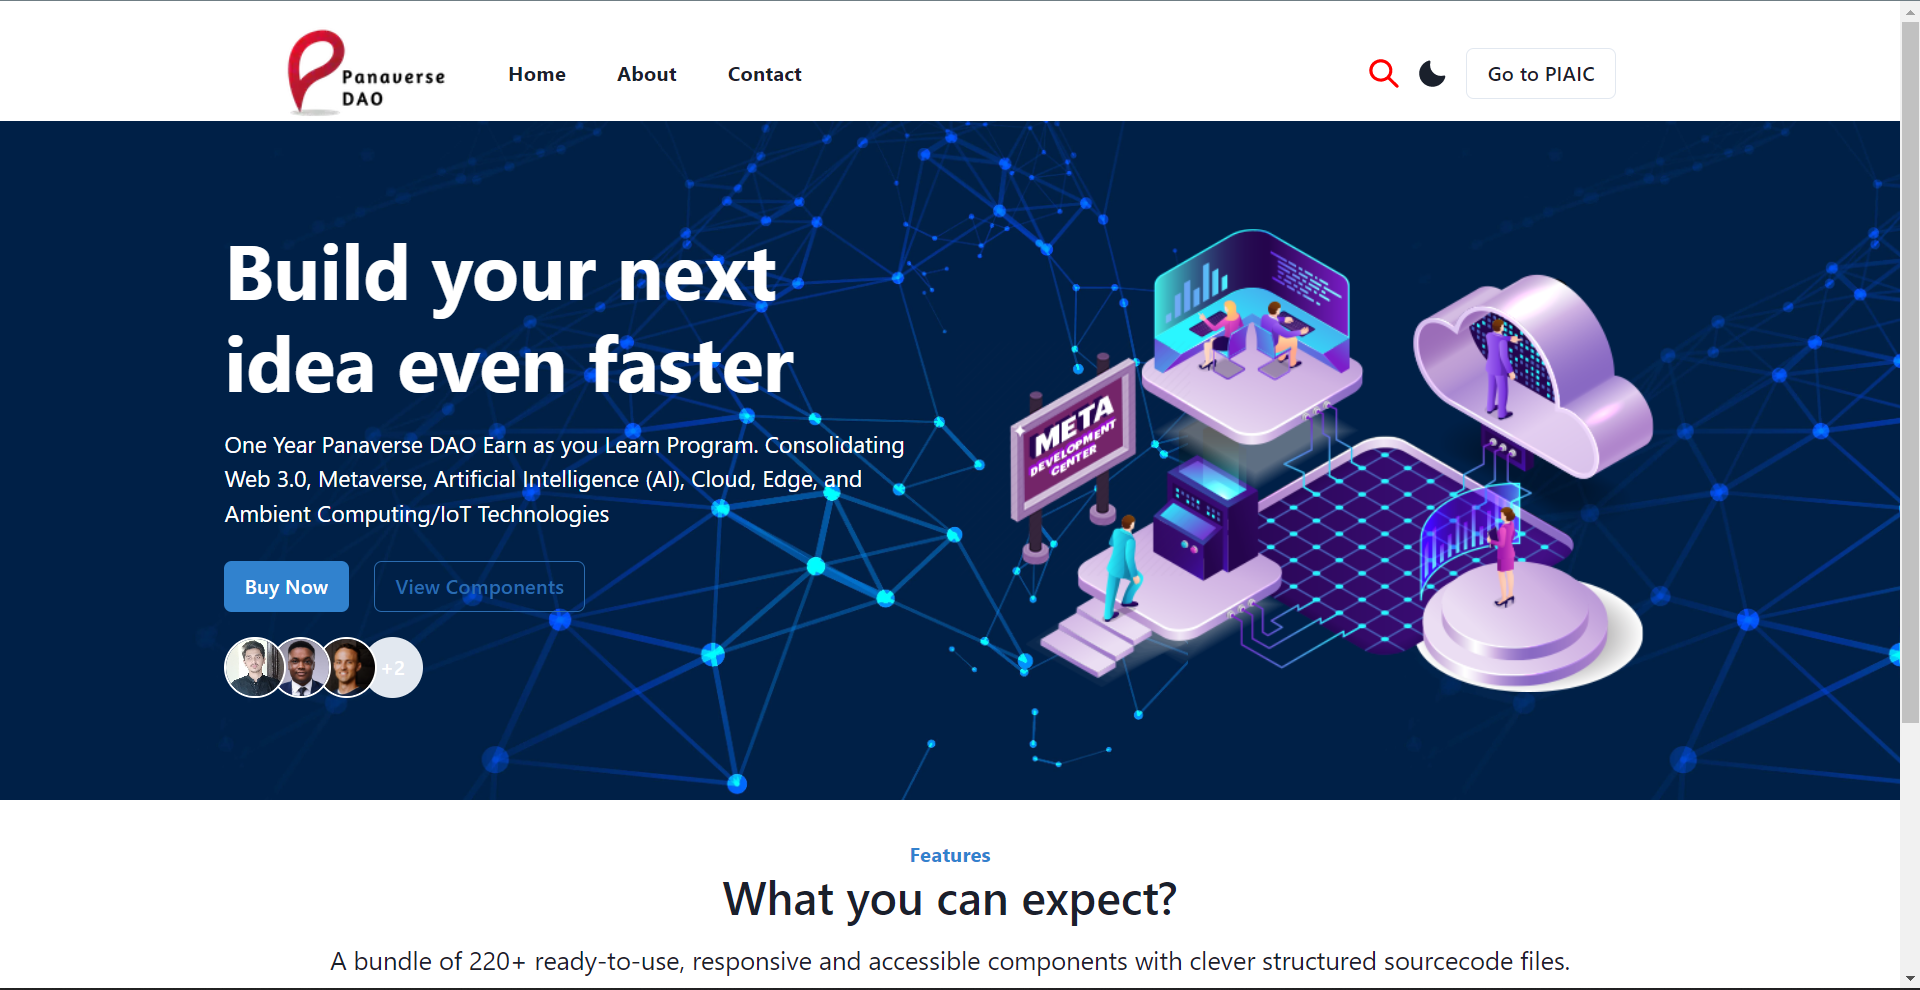 Panaverse
DAO
Home
About
Contact
Go to PIAIC
Build your next
idea even faster
One Year Panaverse DAO Earn as you Learn Program. Consolidating
Web 3.0, Metaverse, Artificial Intelligence (AI), Cloud, Edge, and
Ambient Computing/IoT Technologies
Buy Now
View Components
+2
META
DEVELOPMENT
CENTER
Features
What you can expect?
A bundle of 220+ ready-to-use, responsive and accessible components with clever structured sourcecode files.